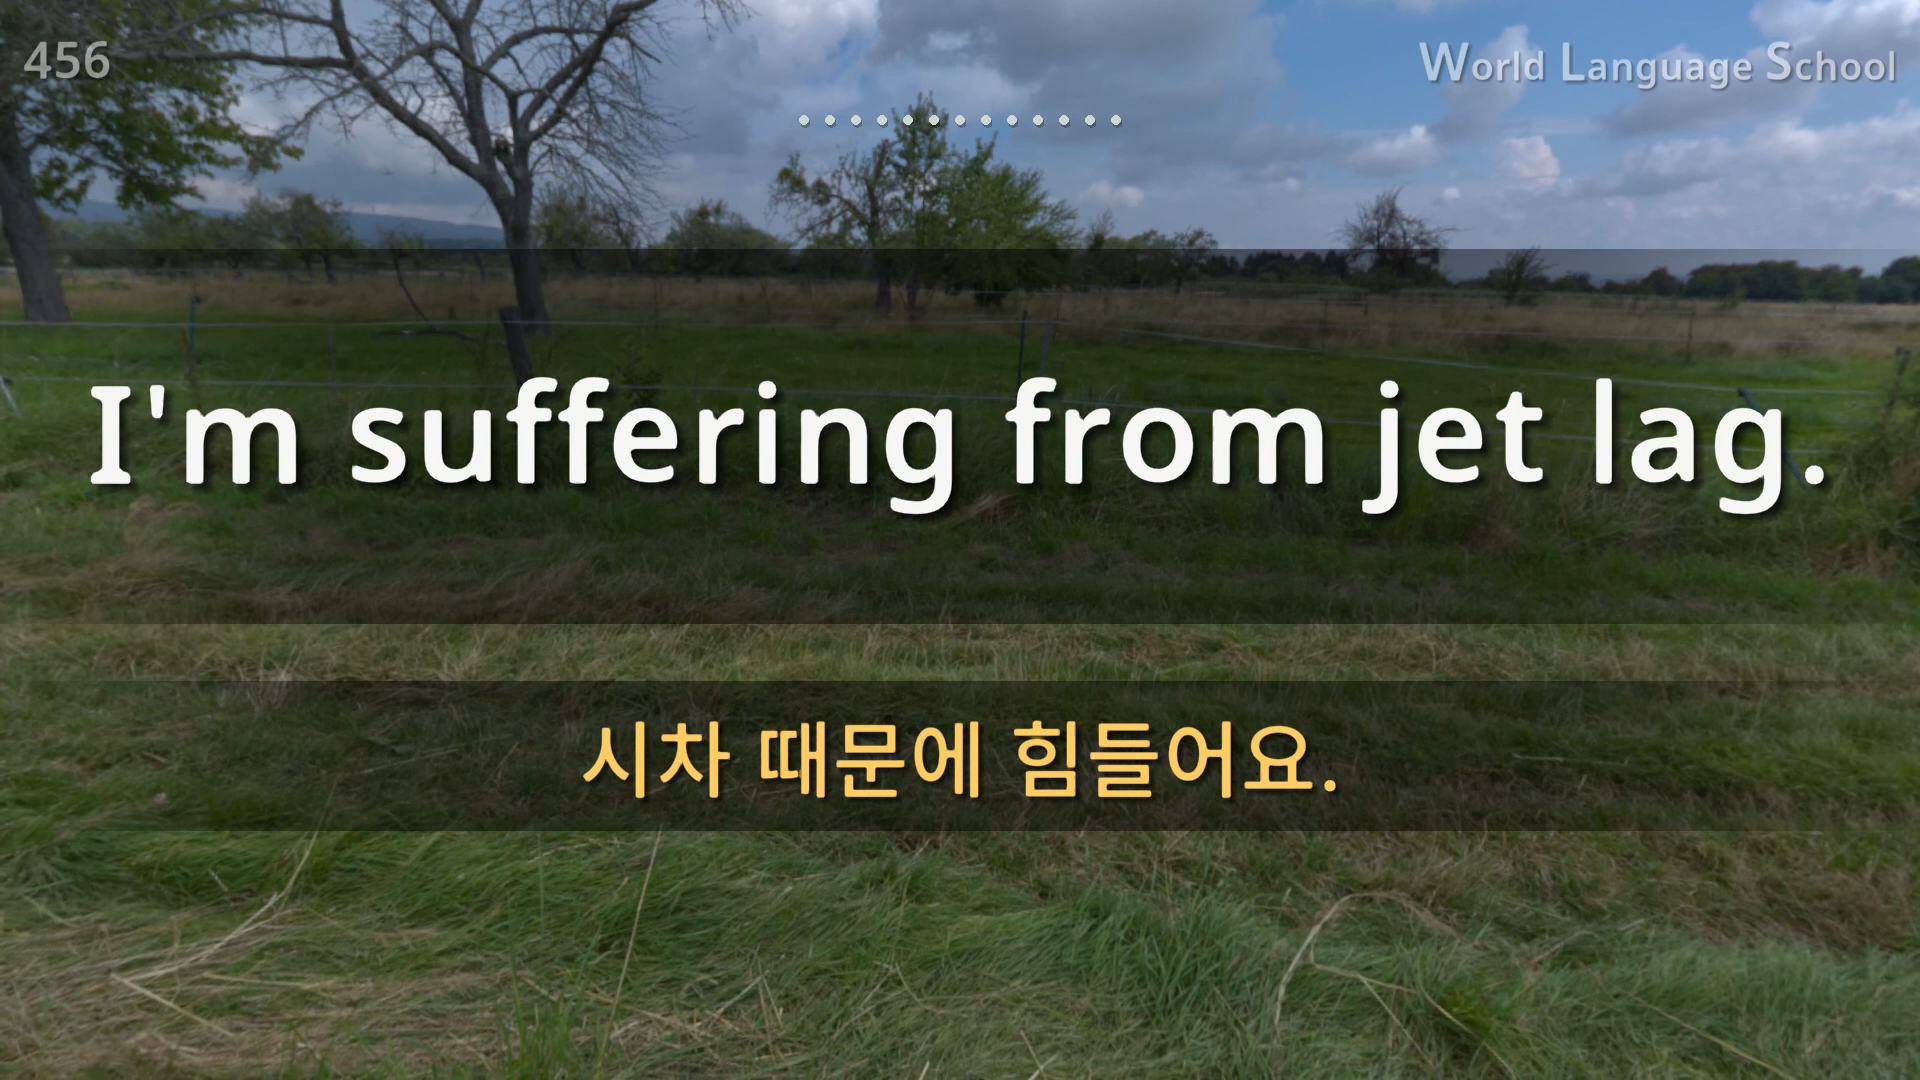 456
World Language School
I'm suffering from jet lag.
시차 때문에 힘들어요.